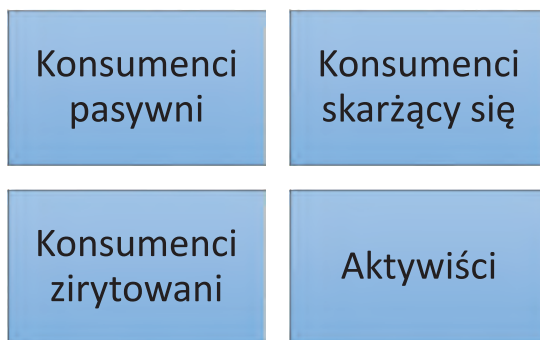 Konsumenci
pasywni
Konsumenci
skarżący się
Konsumenci
zirytowani
Aktywiści